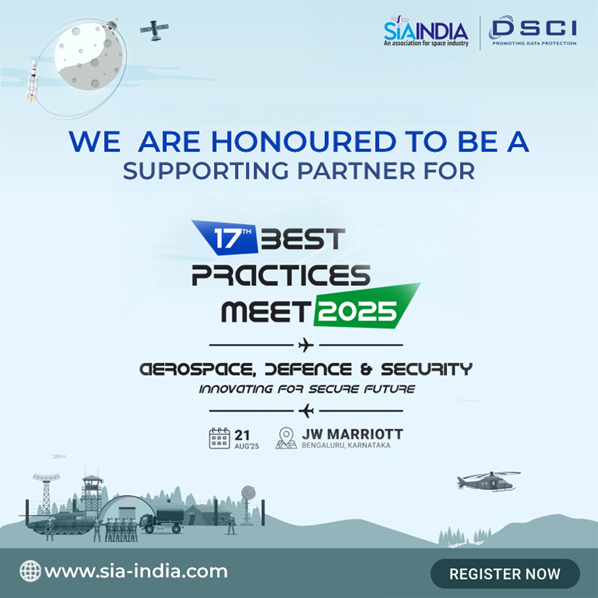 SiAINDIA
An association for space industry
DSCI
PROMOTING DATA PROTECTION
WE ARE HONOURED TO BE A
SUPPORTING PARTNER FOR
17TH BEST
PRACTICES
MEET 2025
AEROSPACE, DEFENCE & SECURITY
INNOVATING FOR SECURE FUTURE
21
AUG'25
JW MARRIOTT
BENGALURU, KARNATAKA
www.sia-india.com
REGISTER NOW